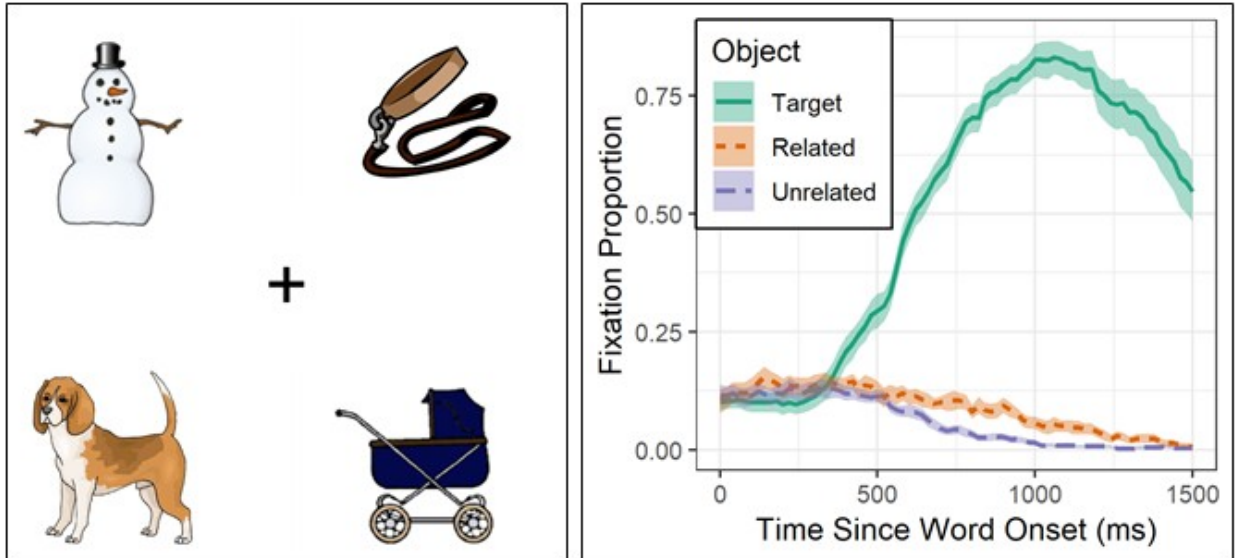 +
Object
Target
Related
Unrelated
Fixation Proportion
0.75
0.50
0.25
0.00
0 500 1000 1500
Time Since Word Onset (ms)